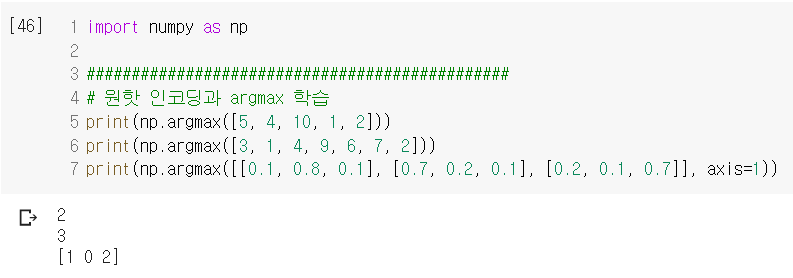 [46] 1 import numpy as np
2
3 ###############################################
4 # 원핫 인코딩과 argmax 학습
5 print(np.argmax([5, 4, 10, 1, 2]))
6 print(np.argmax([3, 1, 4, 9, 6, 7, 2]))
7 print(np.argmax([[0.1, 0.8, 0.1], [0.7, 0.2, 0.1], [0.2, 0.1, 0.7]], axis=1))
2
3
[1 0 2]